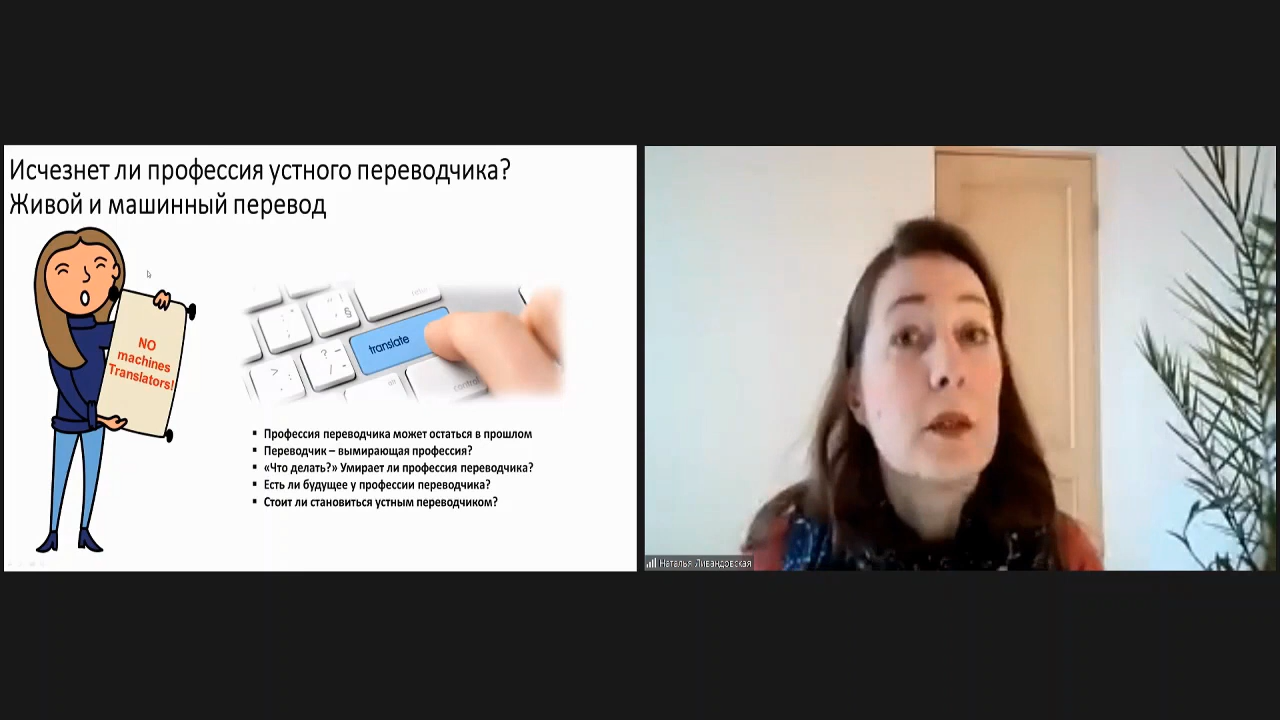 Исчезнет ли профессия устного переводчика?
Живой и машинный перевод
NO
machines
Translators!
translate
control
alt
▪ Профессия переводчика может остаться в прошлом
▪ Переводчик – вымирающая профессия?
▪ «Что делать?» Умирает ли профессия переводчика?
▪ Есть ли будущее у профессии переводчика?
▪ Стоит ли становиться устным переводчиком?
Наталья Ливандовская